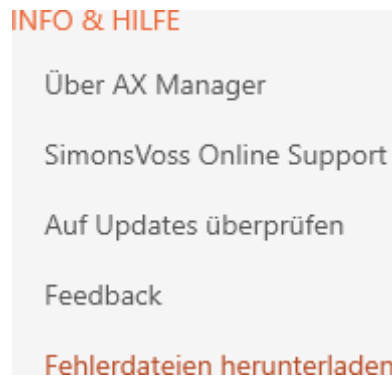 INFO & HILFE
Über AX Manager
SimonsVoss Online Support
Auf Updates überprüfen
Feedback
Fehlerdateien herunterladen